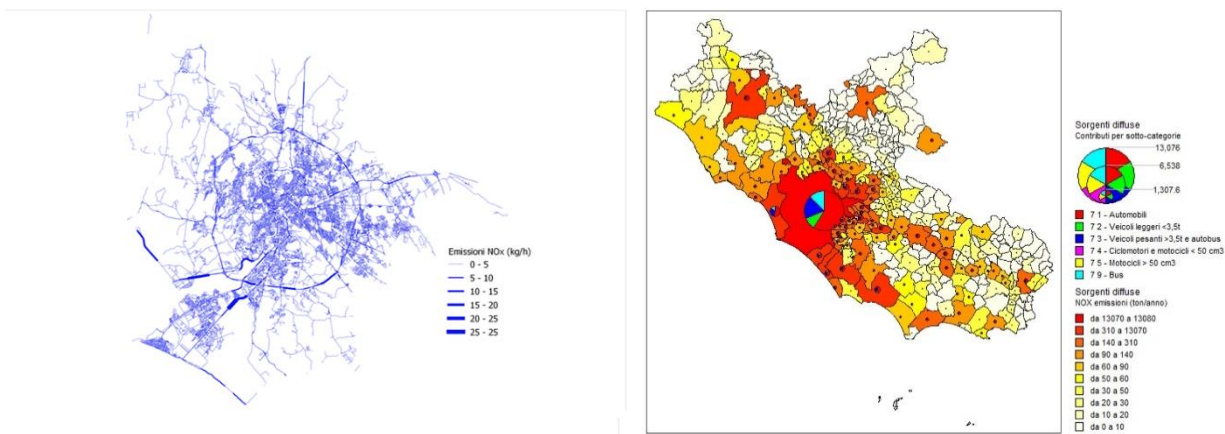 Emissioni NOx (kg/h)
0 - 5
5 - 10
10 - 15
15 - 20
20 - 25
25 - 25
Sorgenti diffuse
Contributi per sotto-categorie
13,076
6,538
1,307.6
7 1 - Automobili
7 2 - Veicoli leggeri <3,5t
7 3 - Veicoli pesanti >3,5t e autobus
7 4 - Ciclomotori e motocicli < 50 cm3
7 5 - Motocicli > 50 cm3
7 9 - Bus
Sorgenti diffuse
NOX emissioni (ton/anno)
da 13070 a 13080
da 310 a 13070
da 140 a 310
da 90 a 140
da 60 a 90
da 50 a 60
da 30 a 50
da 20 a 30
da 10 a 20
da 0 a 10